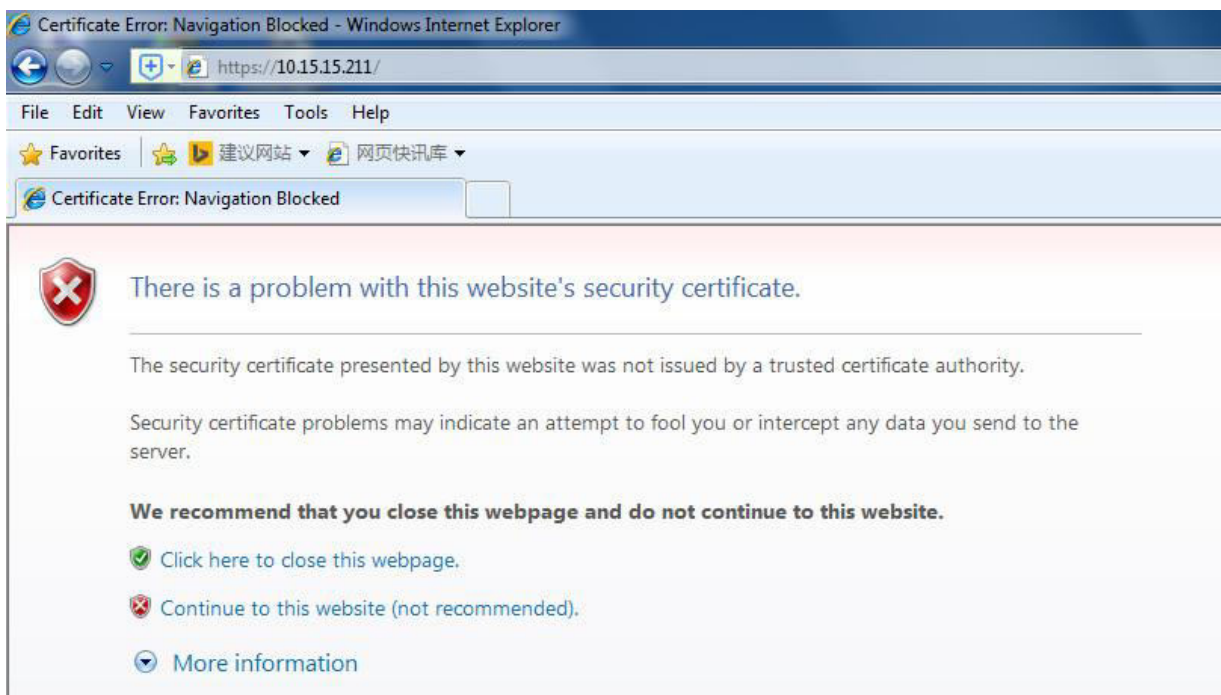 Certificate Error: Navigation Blocked - Windows Internet Explorer
https://10.15.15.211/
File Edit View Favorites Tools Help
Favorites 建议网站 网页快讯库
Certificate Error: Navigation Blocked
There is a problem with this website's security certificate.
The security certificate presented by this website was not issued by a trusted certificate authority.
Security certificate problems may indicate an attempt to fool you or intercept any data you send to the
server.
We recommend that you close this webpage and do not continue to this website.
Click here to close this webpage.
Continue to this website (not recommended).
More information